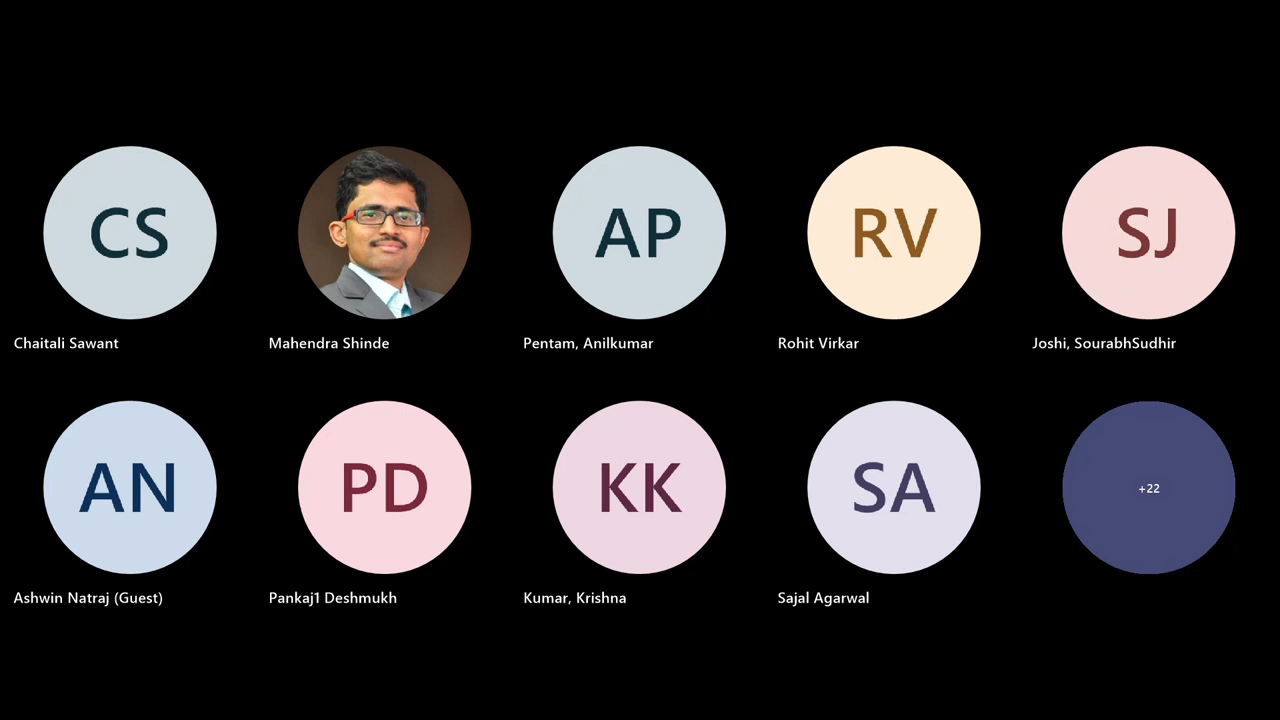 CS
AP
RV
SJ
Chaitali Sawant
Mahendra Shinde
Pentam, Anilkumar
Rohit Virkar
Joshi, SourabhSudhir
AN
PD
KK
SA
+22
Ashwin Natraj (Guest)
Pankaj1 Deshmukh
Kumar, Krishna
Sajal Agarwal